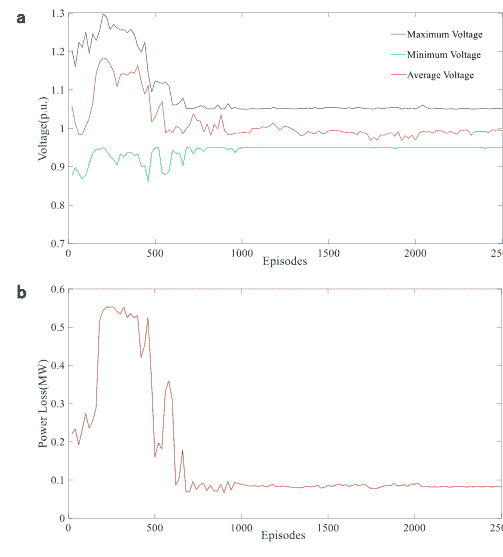 a
1.3
1.2
1.1
1
0.9
0.8
0.7
Voltage(p.u.)
Maximum Voltage
Minimum Voltage
Average Voltage
0 500 1000 1500 2000 250
Episodes
b
0.6
0.5
0.4
0.3
0.2
0.1
0
Power Loss(MW)
0 500 1000 1500 2000 250
Episodes